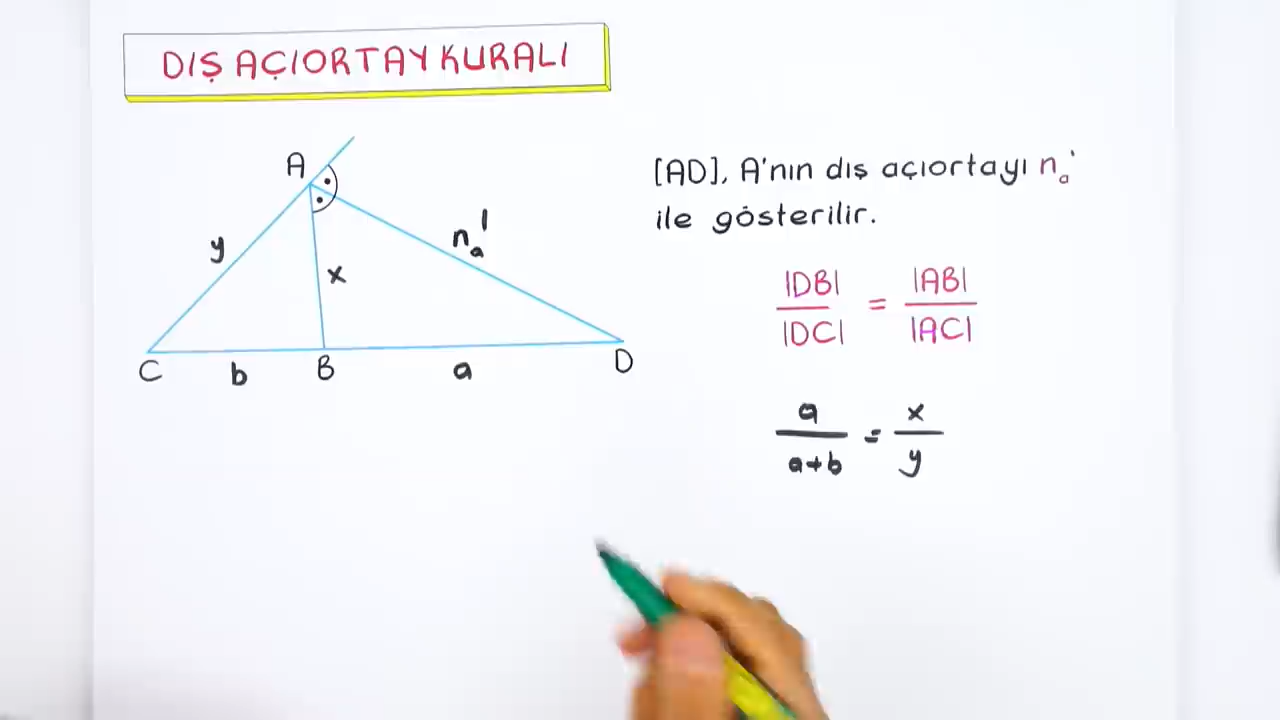 DIŞ AÇIORTAY KURALI
A
y
x
n_a'
C
b
B
a
D
[AD], A'nın dış açıortayı n_a'
ile gösterilir.
|DB| / |DC| = |AB| / |AC|
a / a+b = x / y